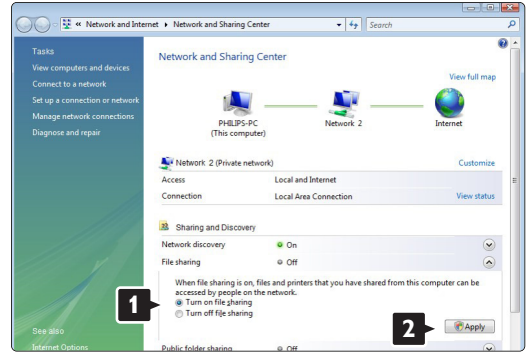 « Network and Internet ▸ Network and Sharing Center
Search
Tasks
View computers and devices
Connect to a network
Set up a connection or network
Manage network connections
Diagnose and repair
See also
Internet Options
Network and Sharing Center
View full map
PHILIPS-PC
(This computer)
Network 2
Internet
Network 2 (Private network)
Customize
Access
Local and Internet
Connection
Local Area Connection
View status
Sharing and Discovery
Network discovery
On
File sharing
Off
When file sharing is on, files and printers that you have shared from this computer can be
accessed by people on the network.
1
Turn on file sharing
Turn off file sharing
2
Apply
Public folder sharing
Off